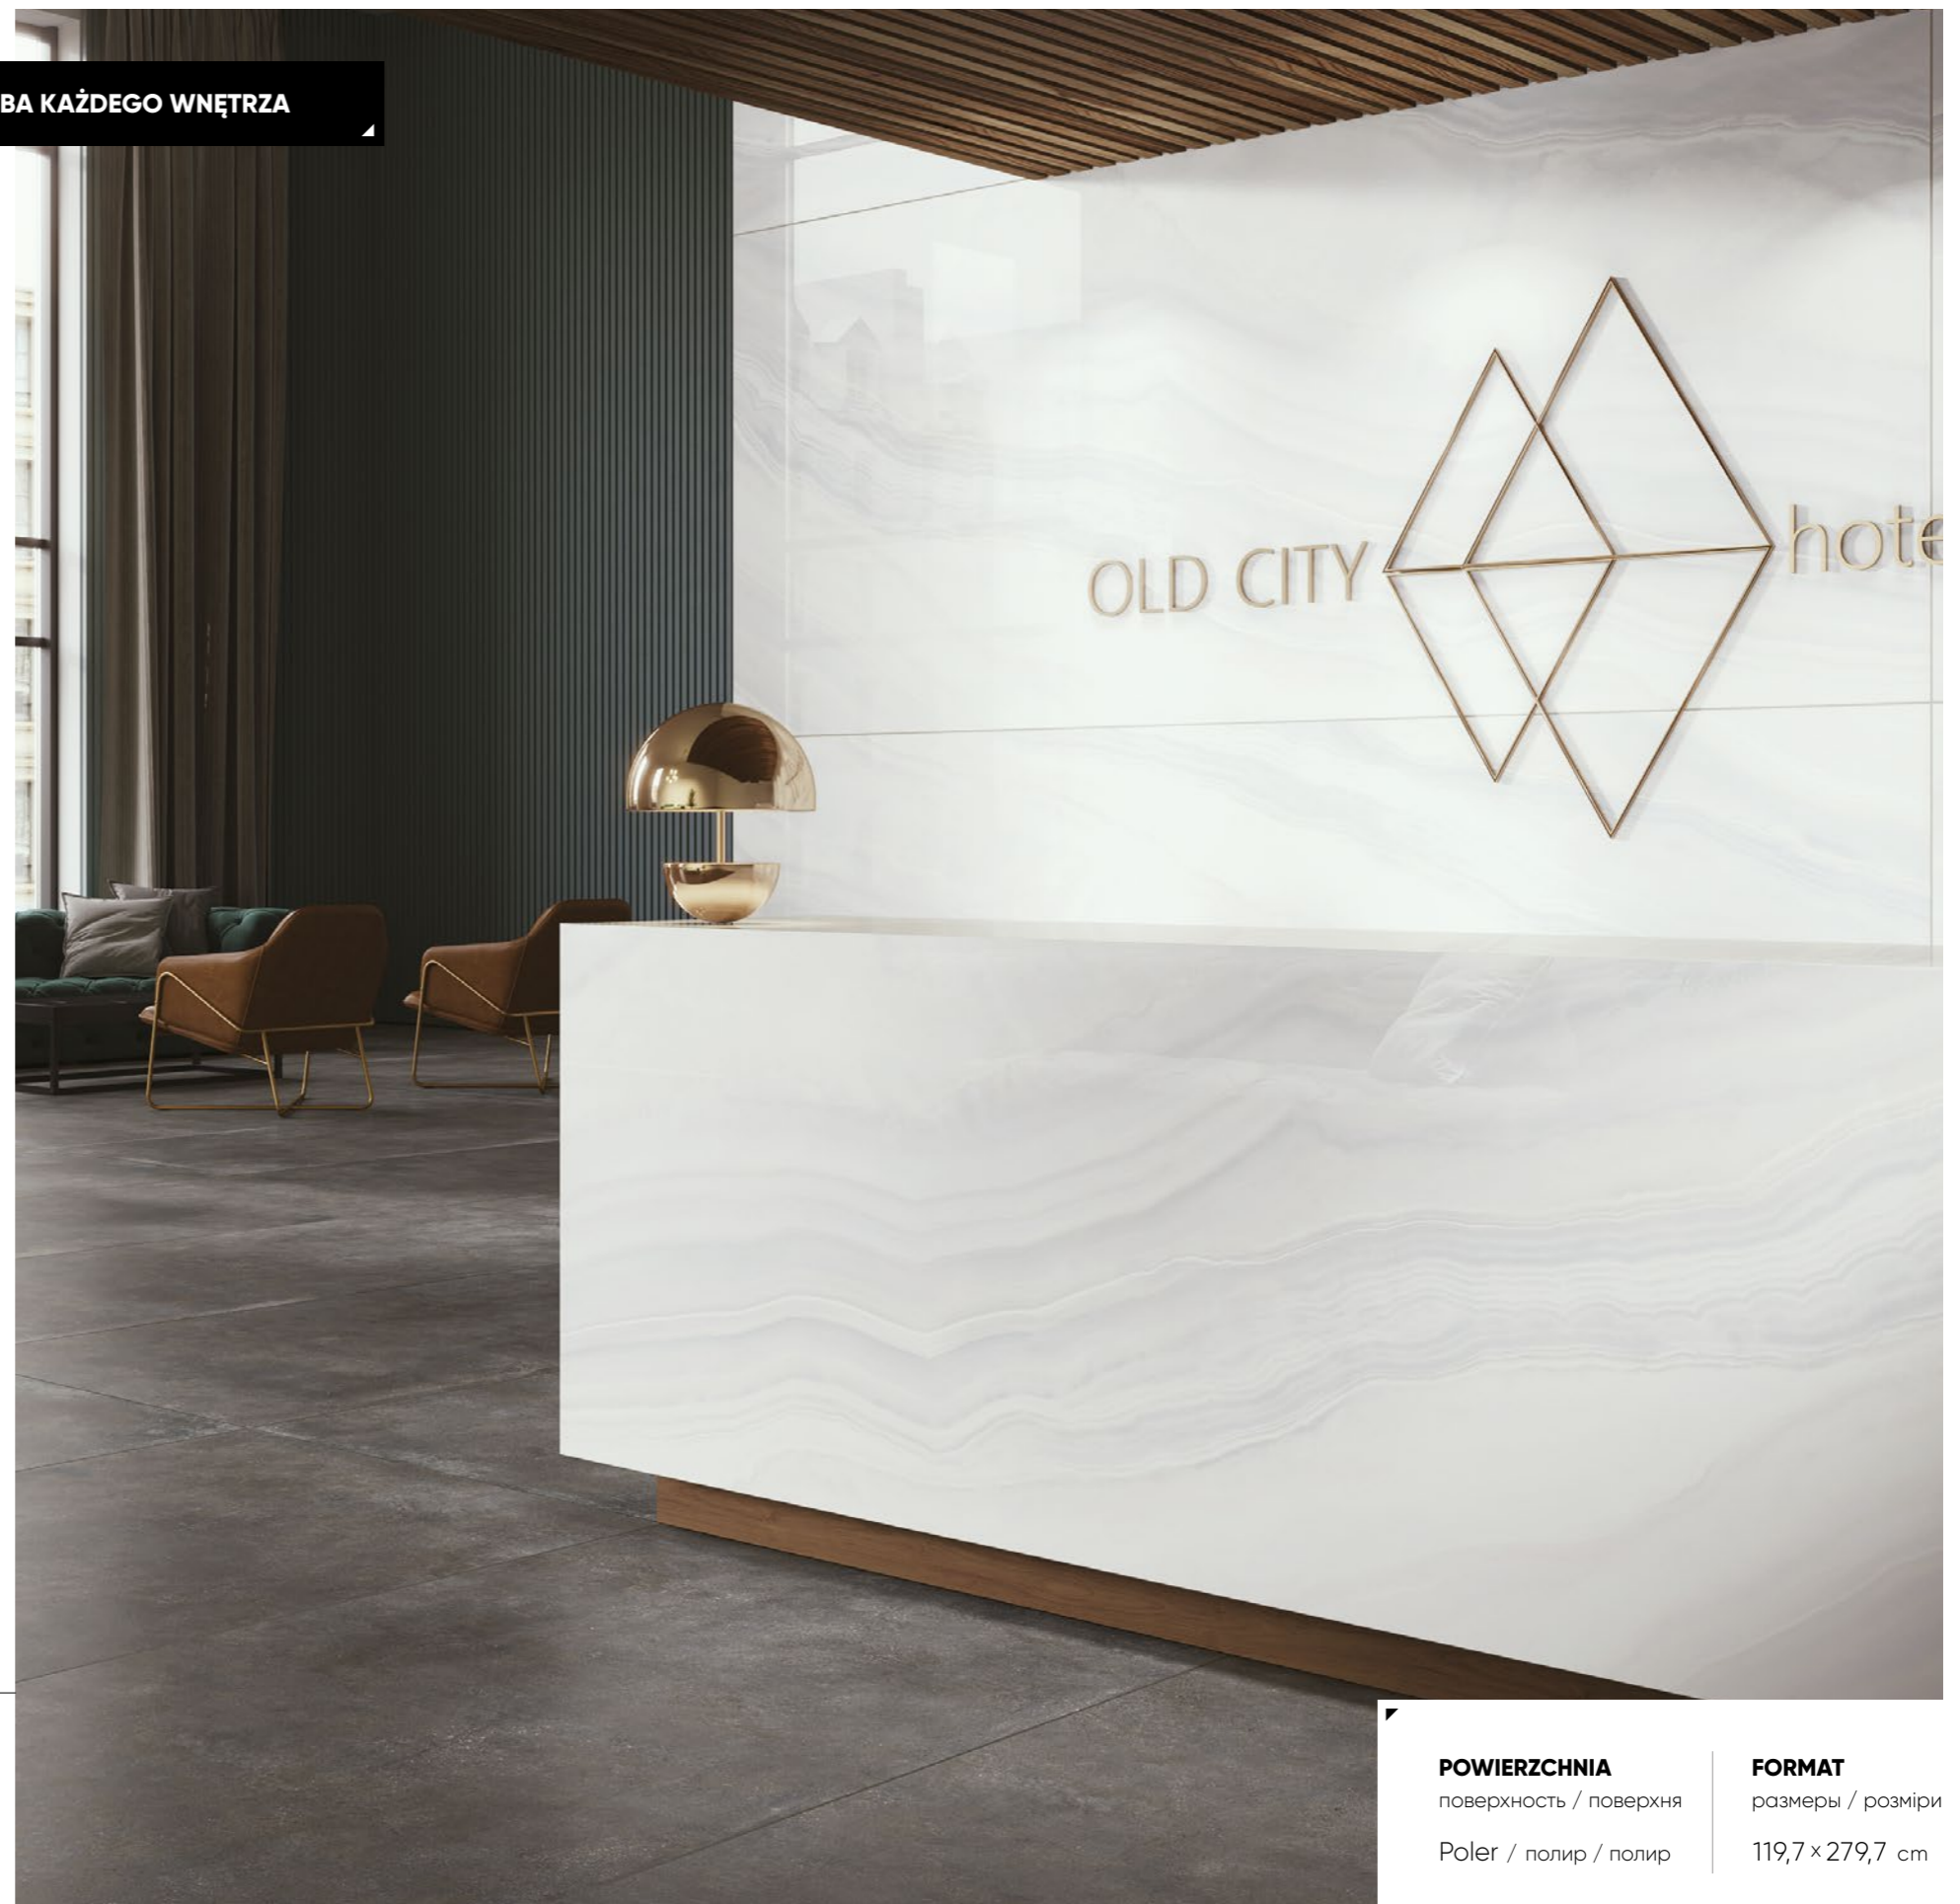 BA KAŻDEGO WNĘTRZA
OLD CITY hote
POWIERZCHNIA
поверхность / поверхня
Poler / полир / полир
FORMAT
размеры / розміри
119,7 × 279,7 cm